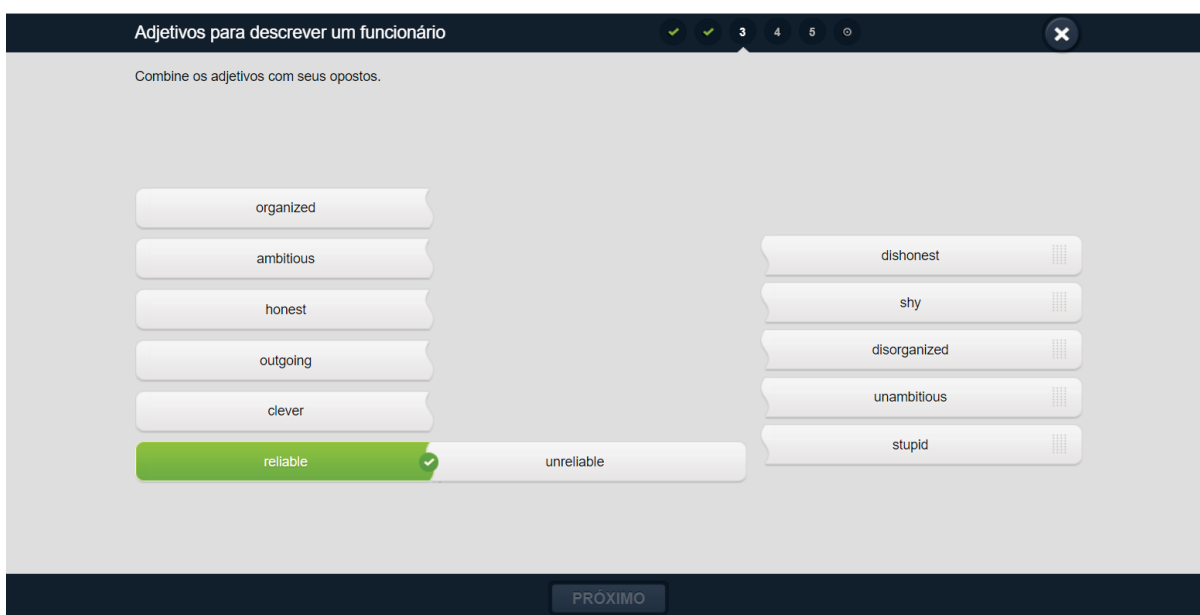 Adjetivos para descrever um funcionário
3 4 5
Combine os adjetivos com seus opostos.
organized
ambitious
honest
outgoing
clever
reliable unreliable
dishonest
shy
disorganized
unambitious
stupid
PRÓXIMO